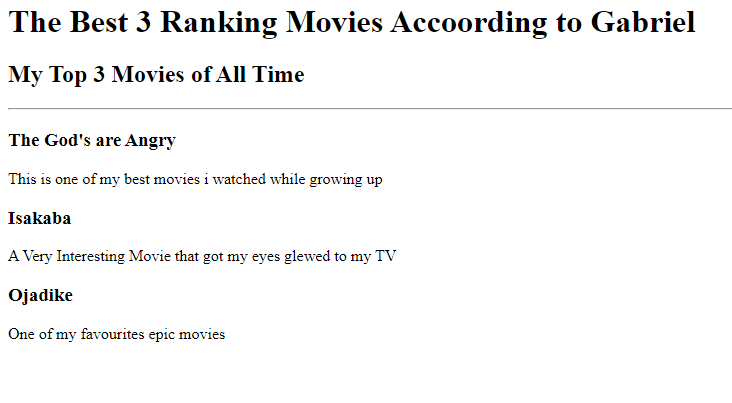 The Best 3 Ranking Movies Accoording to Gabriel
My Top 3 Movies of All Time
The God's are Angry
This is one of my best movies i watched while growing up
Isakaba
A Very Interesting Movie that got my eyes glewed to my TV
Ojadike
One of my favourites epic movies